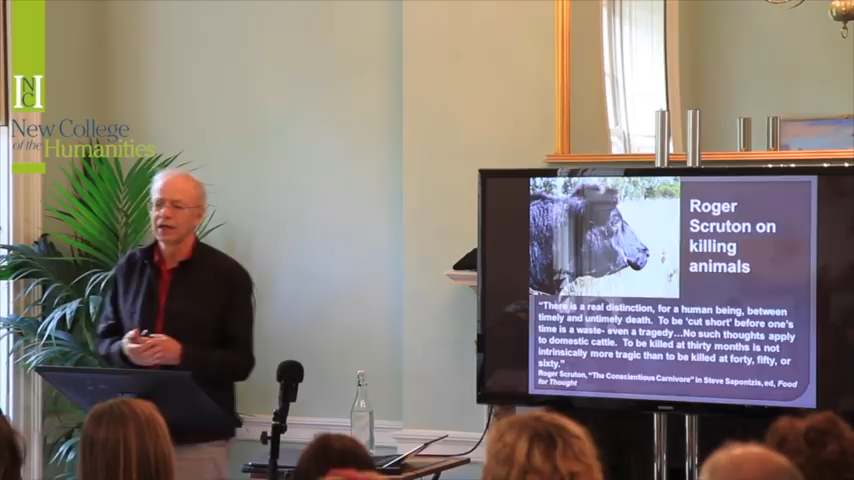 NC
H
New College
of the Humanities
Roger
Scruton on
killing
animals
“There is a real distinction, for a human being, between
timely and untimely death. To be 'cut short' before one's
time is a waste- even a tragedy…No such thoughts apply
to domestic cattle. To be killed at thirty months is not
intrinsically more tragic than to be killed at forty, fifty, or
sixty.”
Roger Scruton, “The Conscientious Carnivore” in Steve Sapontzis, ed, Food
for Thought